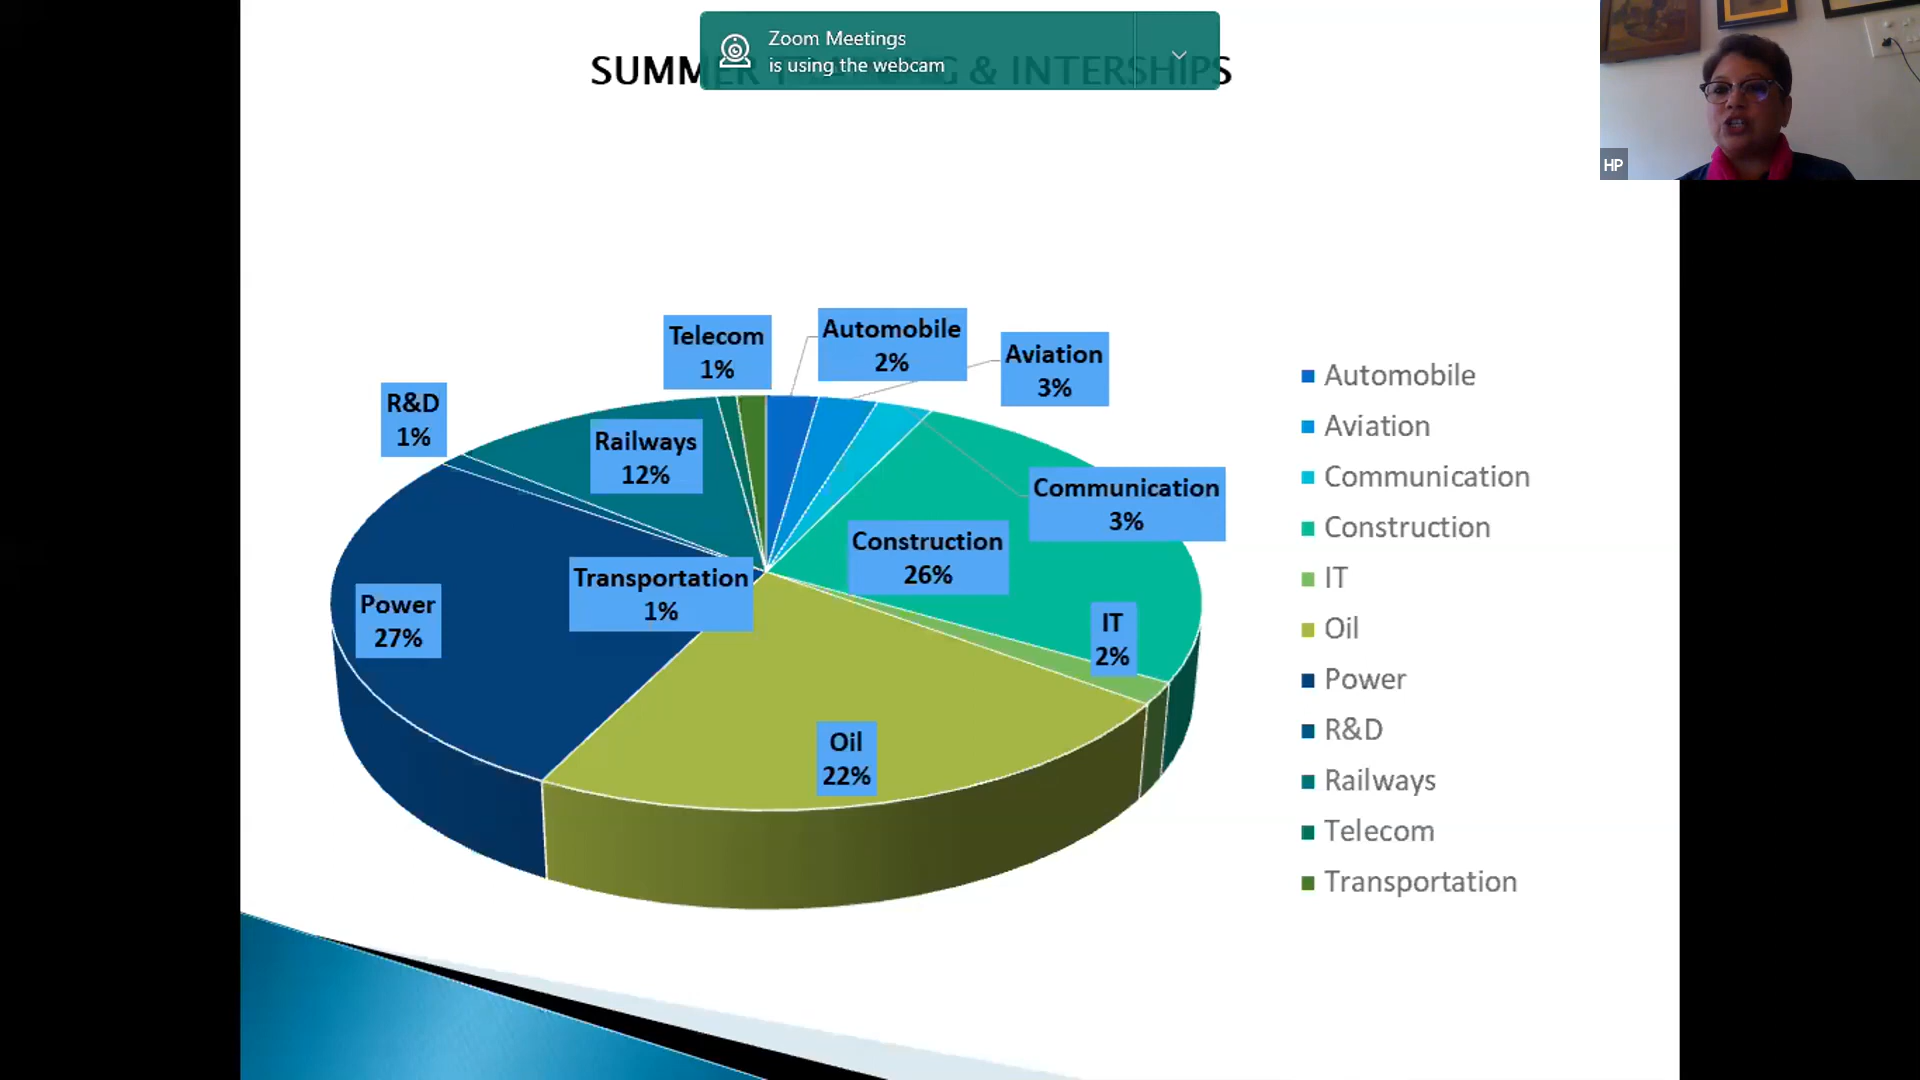 Zoom Meetings
is using the webcam
& INTERSHIPS
HP
Telecom
1%
Automobile
2%
Aviation
3%
R&D
1%
Railways
12%
Communication
3%
Construction
26%
Transportation
1%
Power
27%
IT
2%
Oil
22%
Automobile
Aviation
Communication
Construction
IT
Oil
Power
R&D
Railways
Telecom
Transportation